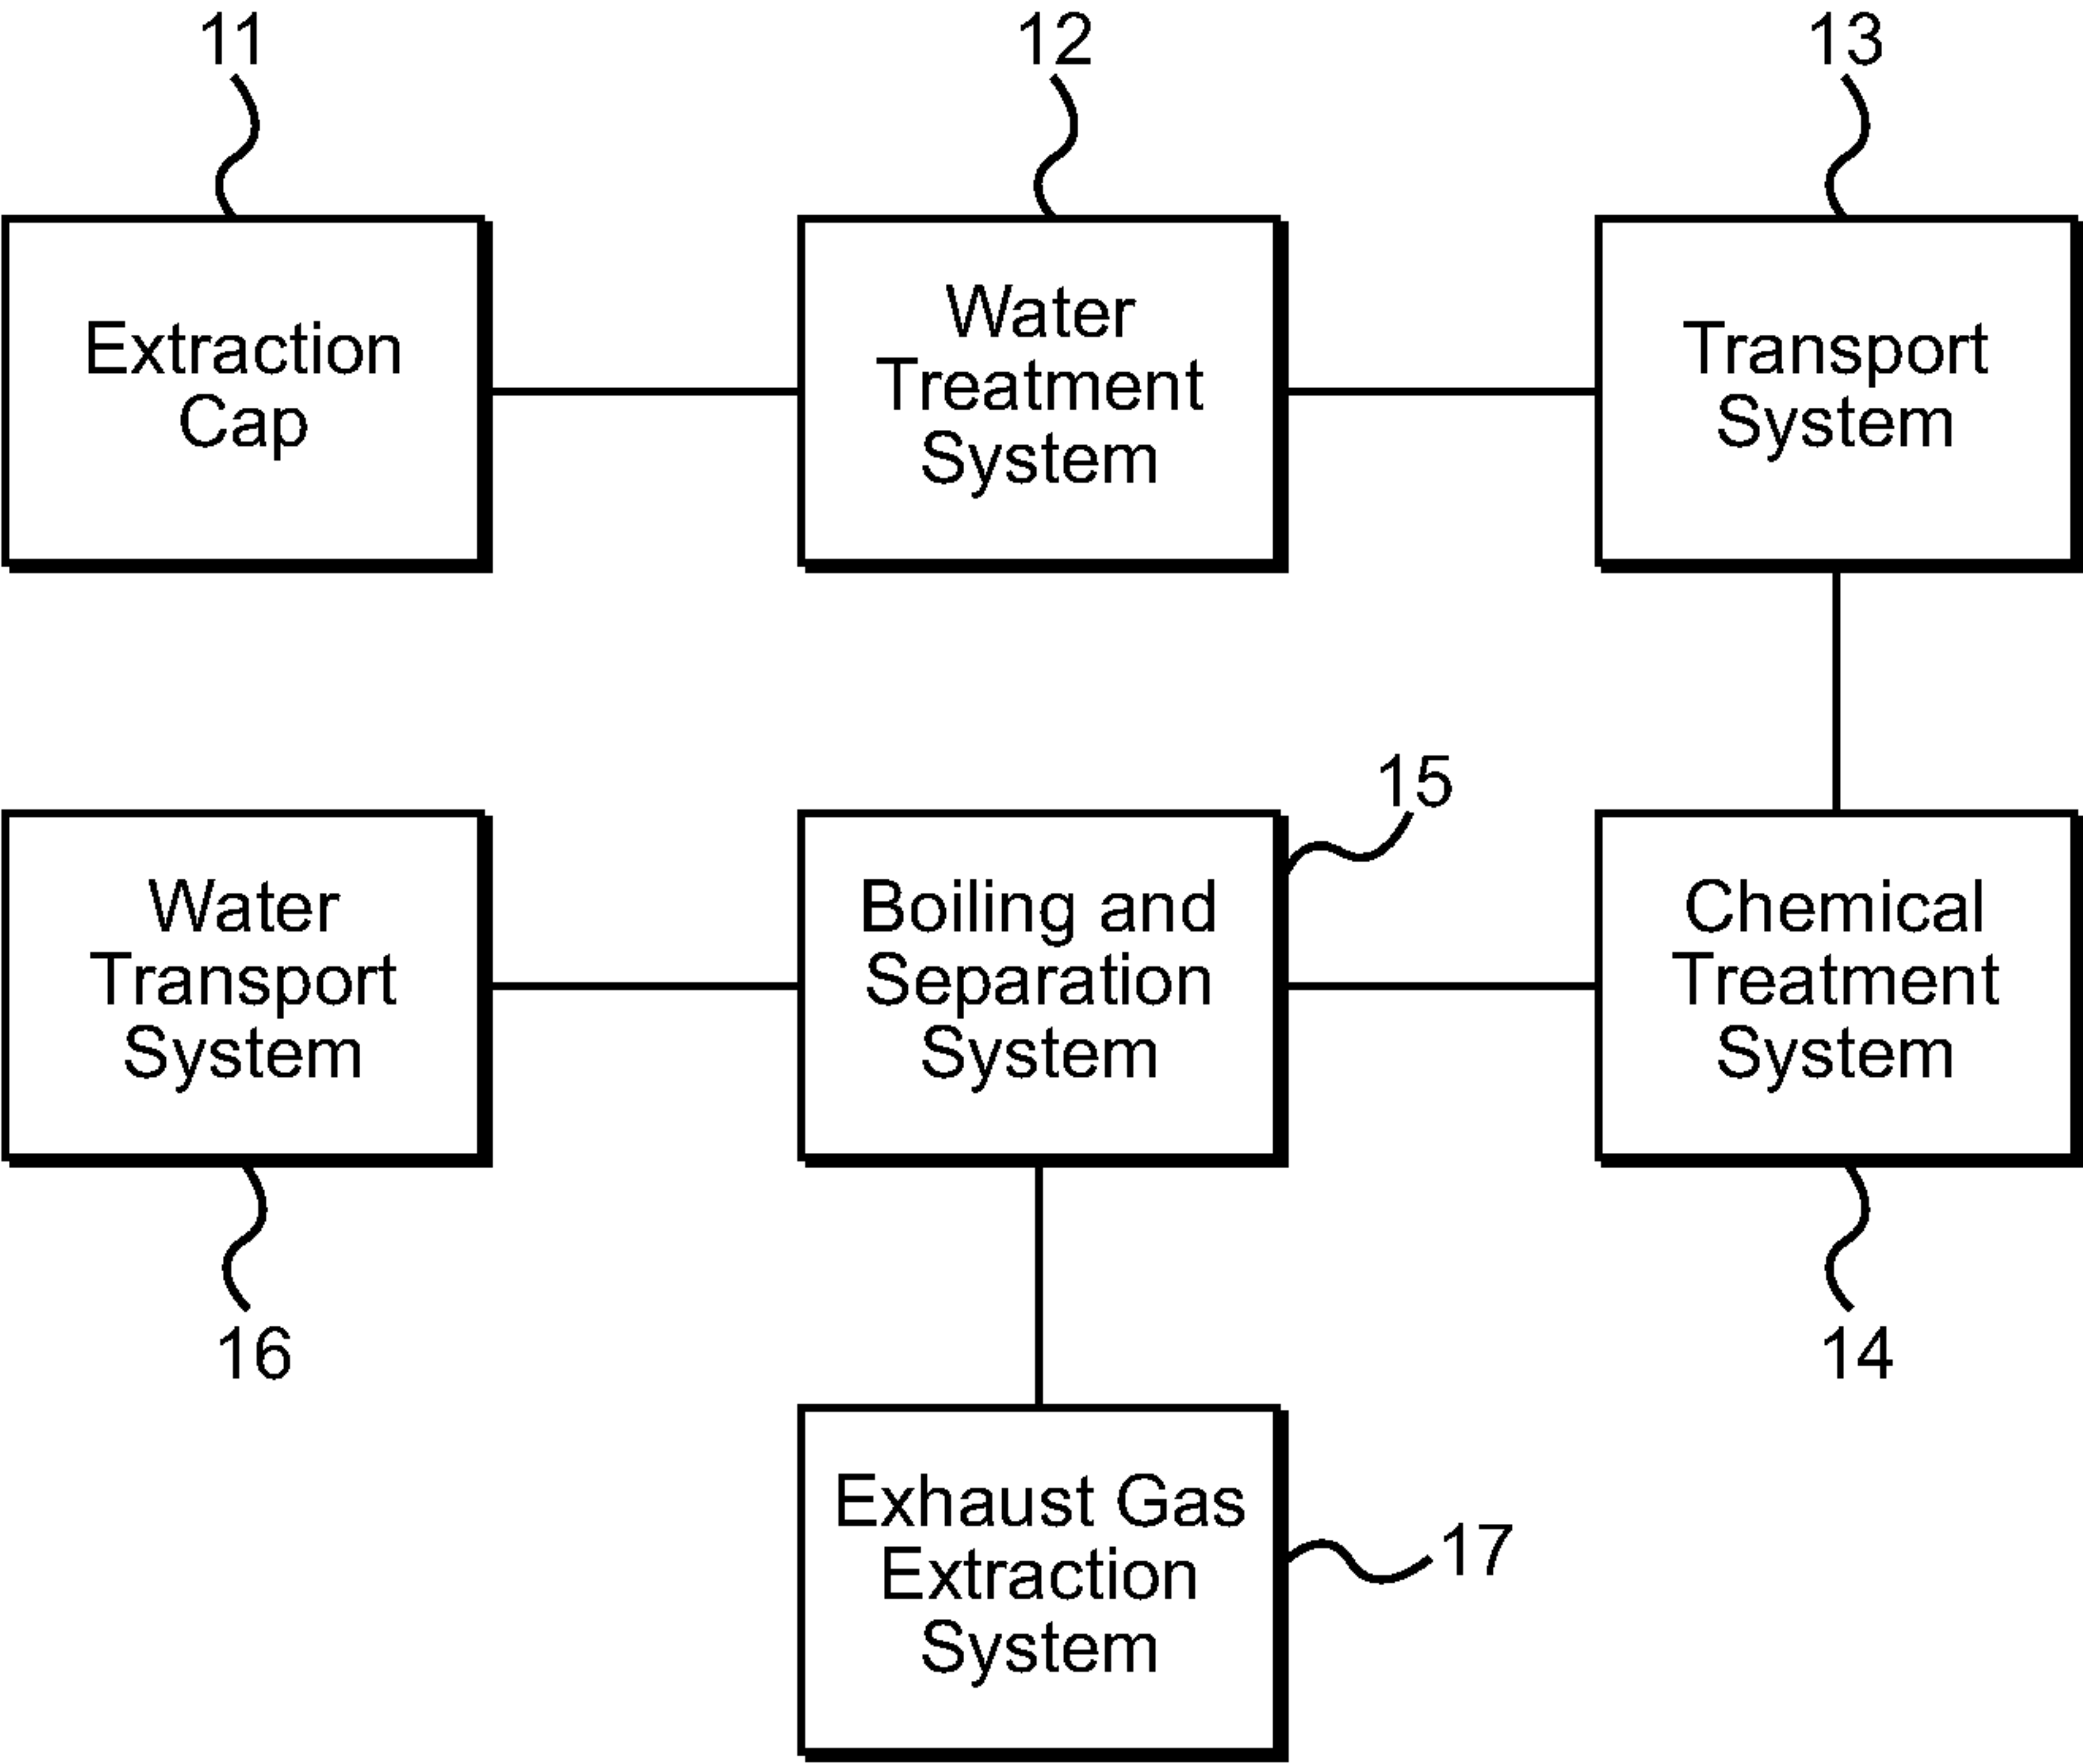 11
12
13
Extraction
Cap
Water
Treatment
System
Transport
System
15
Water
Transport
System
Boiling and
Separation
System
Chemical
Treatment
System
16
14
Exhaust Gas
Extraction
System
17